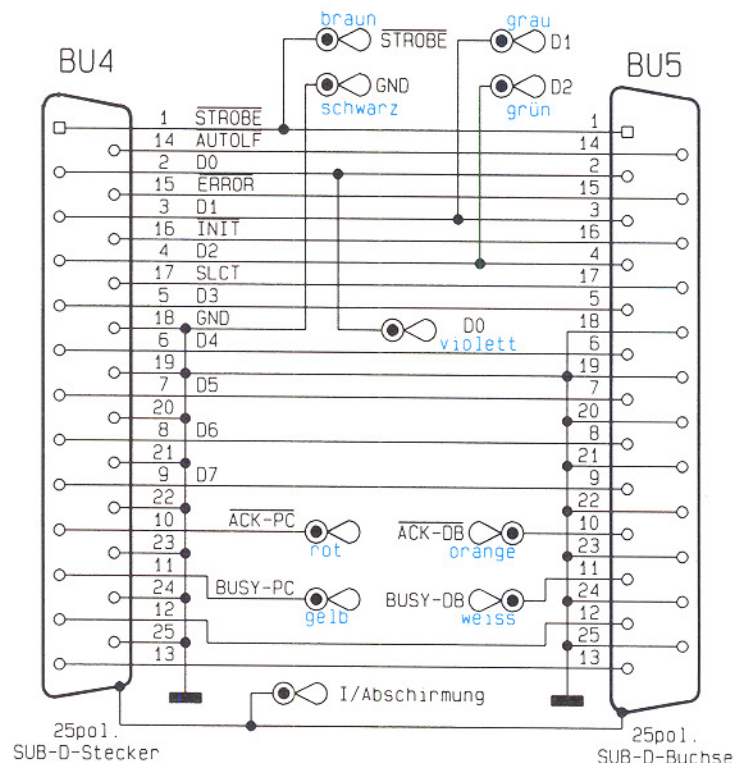 braun
STROBE
grau
D1
BU4
BU5
GND
schwarz
D2
grün
1 STROBE
1
14 AUTOLF
14
2 D0
2
15 ERROR
15
3 D1
3
16 INIT
16
4 D2
4
17 SLCT
17
5 D3
5
18 GND
18
D0
violett
6 D4
6
19
19
7 D5
7
20
20
8 D6
8
21
21
9 D7
9
22
22
10
ACK-PC
rot
ACK-DB
orange
10
23
23
11
BUSY-PC
gelb
BUSY-DB
weiss
11
24
24
12
12
25
25
13
13
I/Abschirmung
25pol.
SUB-D-Stecker
25pol.
SUB-D-Buchse